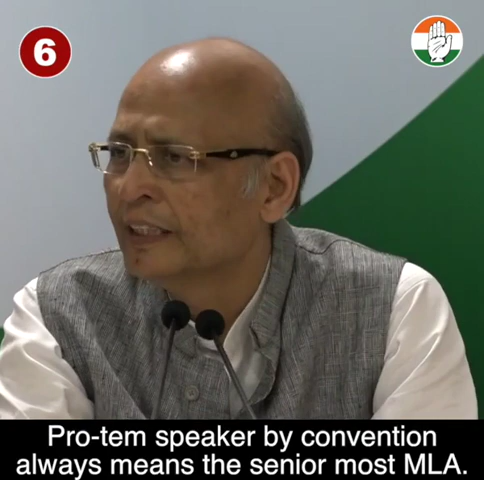 6
Pro-tem speaker by convention
always means the senior most MLA.